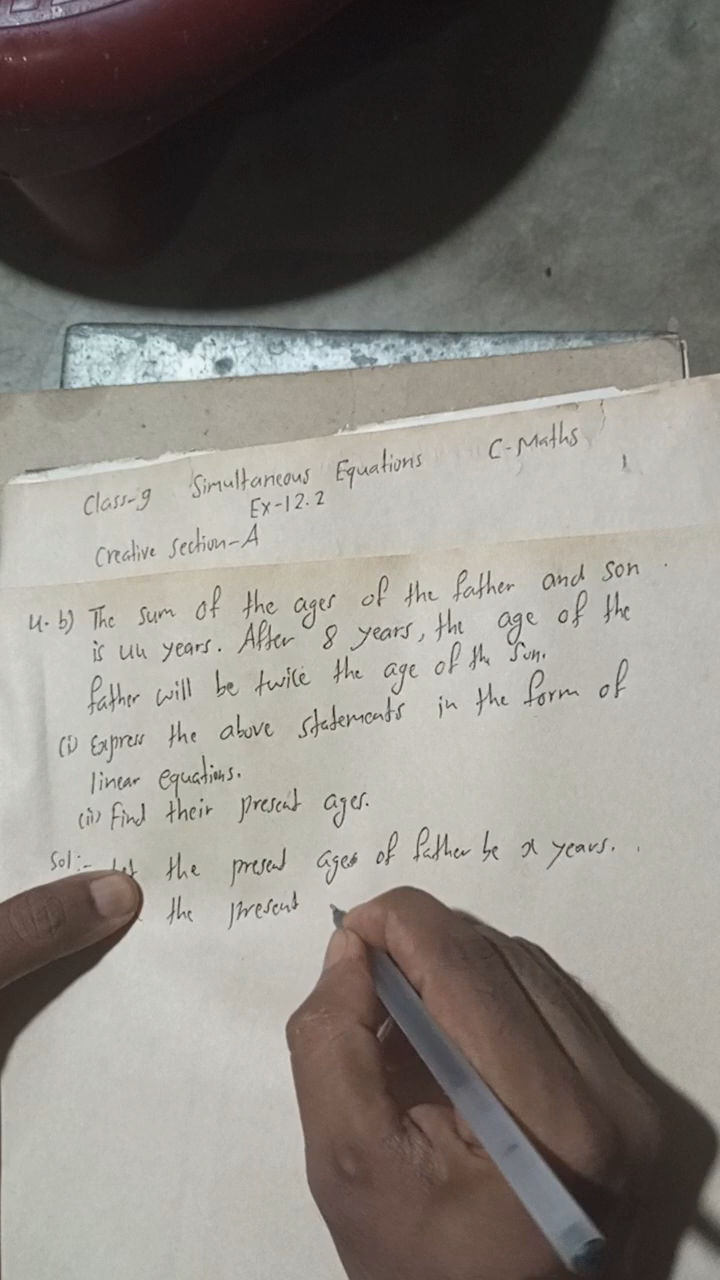 Class-9 Simultaneous Equations C-Maths
Ex-12.2
Creative Section-A
4. b) The sum of the ages of the father and son
is 44 years. After 8 years, the age of the
father will be twice the age of the son.
(i) Express the above statements in the form of
linear equations.
(ii) Find their present ages.
Sol:- Let the present ages of father be x years.
the present